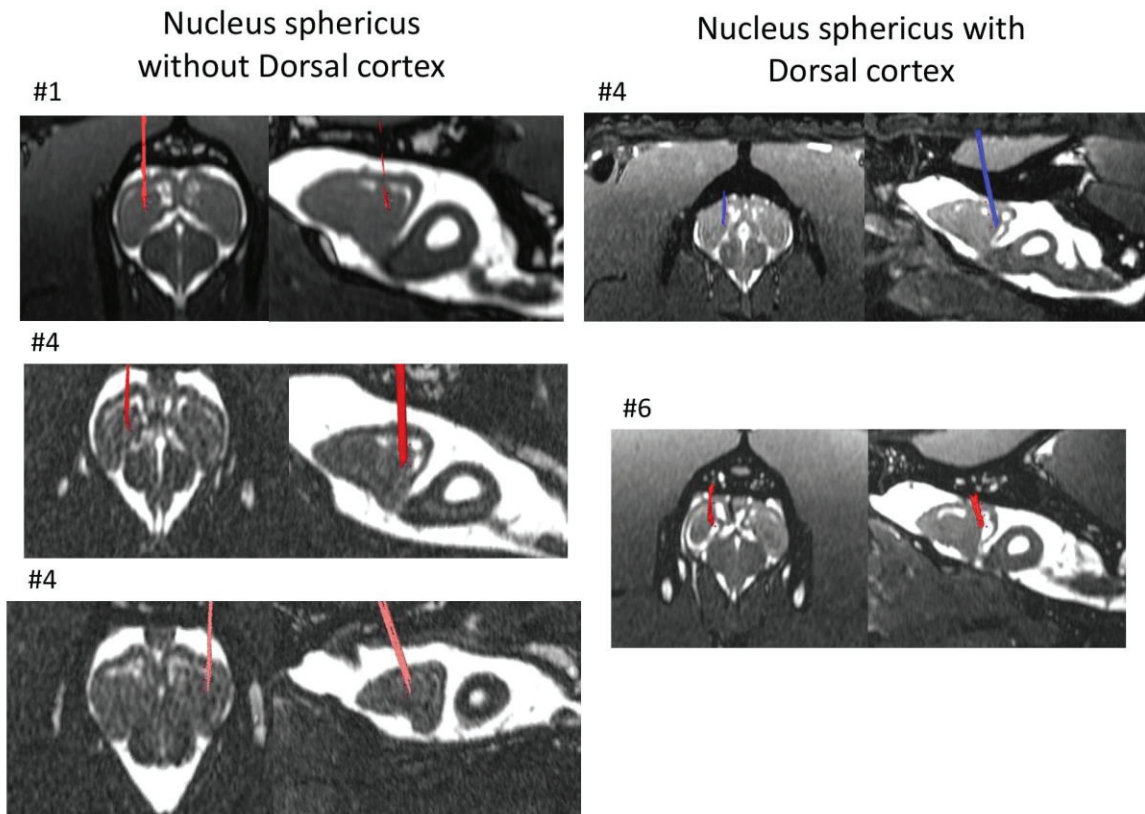 Nucleus sphericus
without Dorsal cortex
#1
#4
#4
Nucleus sphericus with
Dorsal cortex
#4
#6